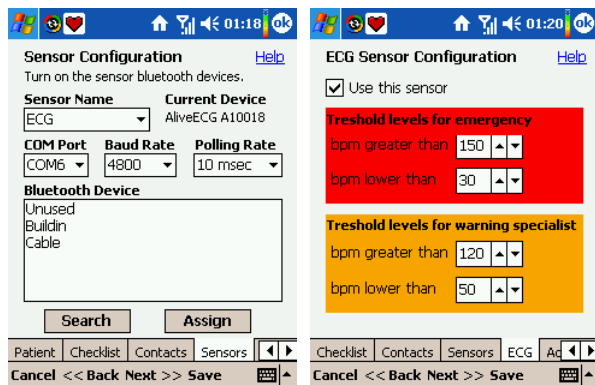 01:18 ok
Sensor Configuration Help
Turn on the sensor bluetooth devices.
Sensor Name Current Device
ECG AliveECG A10018
COM Port Baud Rate Polling Rate
COM6 4800 10 msec
Bluetooth Device
Unused
Buildin
Cable
Search Assign
Patient Checklist Contacts Sensors
Cancel << Back Next >> Save
01:20 ok
ECG Sensor Configuration Help
Use this sensor
Treshold levels for emergency
bpm greater than 150
bpm lower than 30
Treshold levels for warning specialist
bpm greater than 120
bpm lower than 50
Checklist Contacts Sensors ECG Ac
Cancel << Back Next >> Save